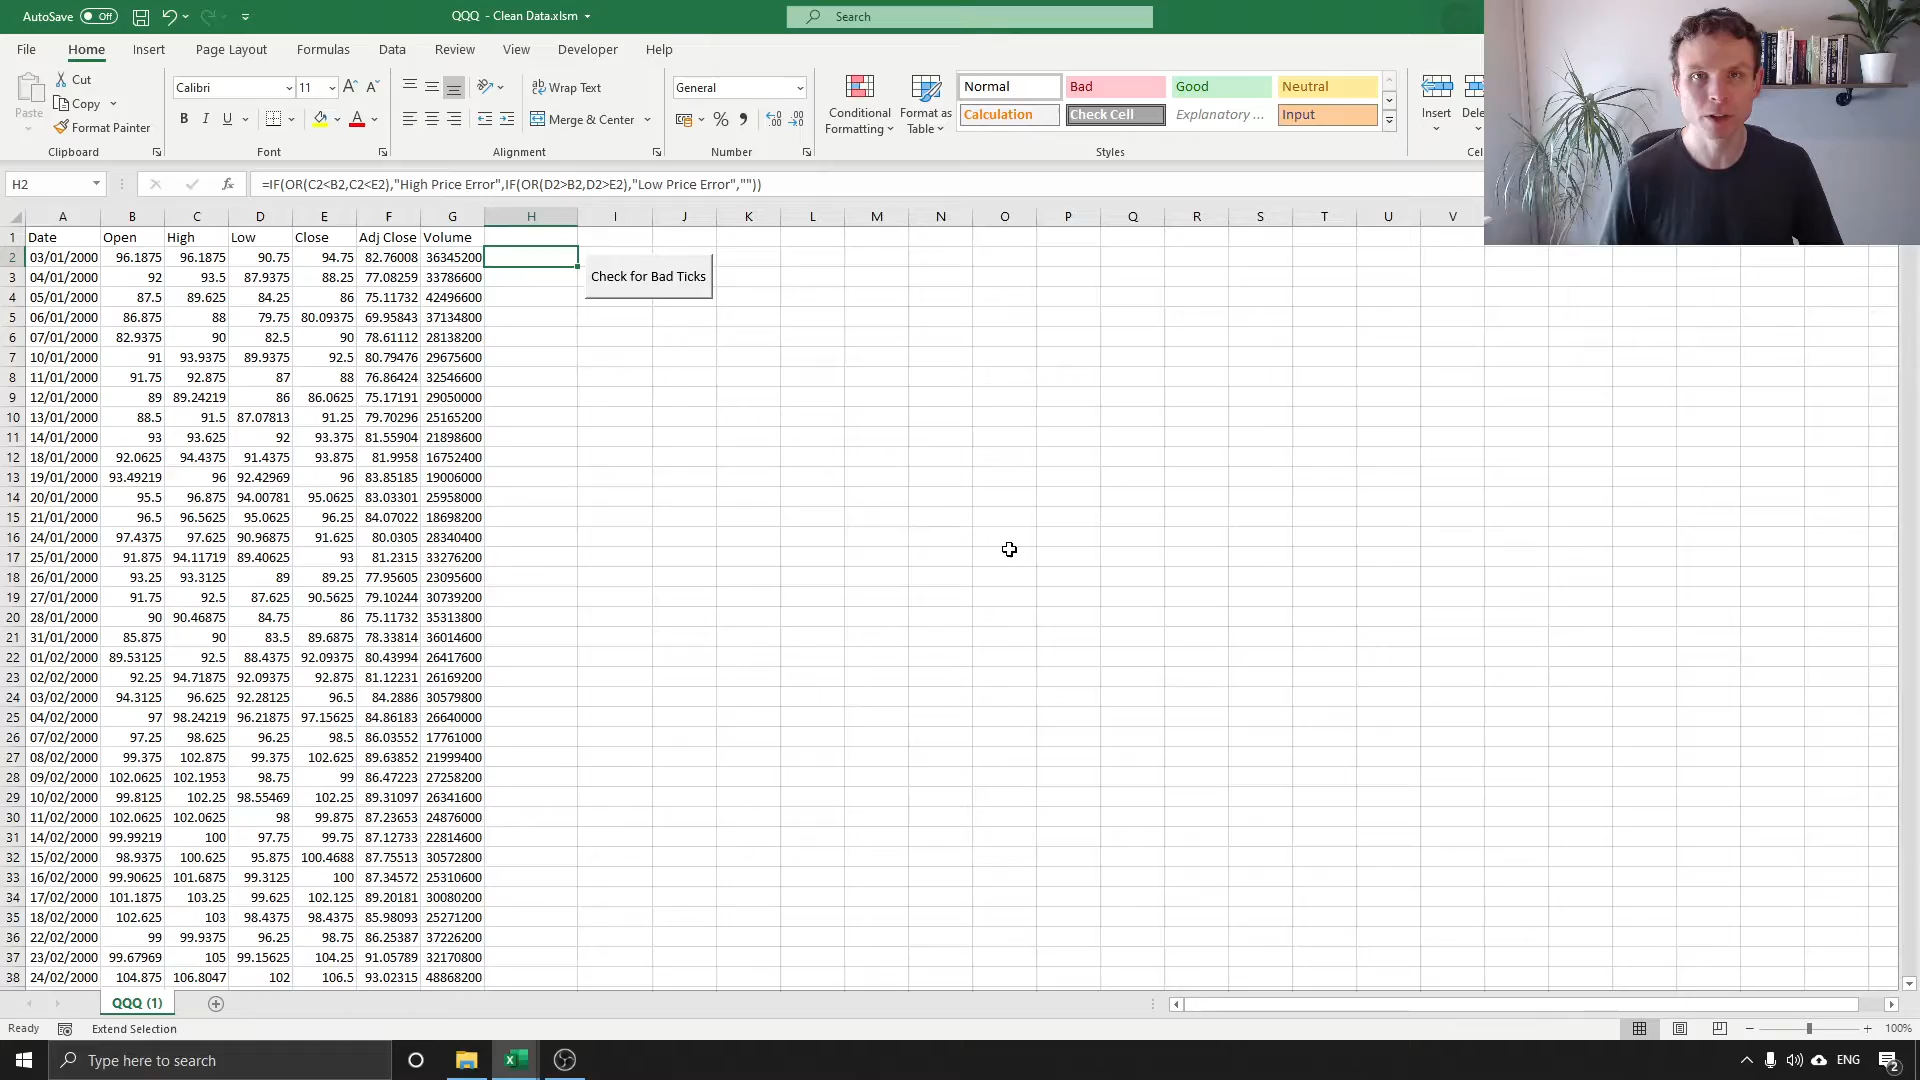 AutoSave Off QQQ - Clean Data.xlsm Search
File Home Insert Page Layout Formulas Data Review View Developer Help
Paste Cut Copy Format Painter Clipboard
Calibri 11 B I U A Font
Wrap Text Merge & Center Alignment
General % Number
Conditional Formatting Format as Table
Normal Bad Good Neutral
Calculation Check Cell Explanatory ... Input
Styles
Insert Dele
Cel
H2 fx =IF(OR(C2<B2,C2<E2),"High Price Error",IF(OR(D2>B2,D2>E2),"Low Price Error",""))
A B C D E F G H I J K L M N O P Q R S T U V
1 Date Open High Low Close Adj Close Volume
2 03/01/2000 96.1875 96.1875 90.75 94.75 82.76008 36345200
Check for Bad Ticks
3 04/01/2000 92 93.5 87.9375 88.25 77.08259 33786600
4 05/01/2000 87.5 89.625 84.25 86 75.11732 42496600
5 06/01/2000 86.875 88 79.75 80.09375 69.95843 37134800
6 07/01/2000 82.9375 90 82.5 90 78.61112 28138200
7 10/01/2000 91 93.9375 89.9375 92.5 80.79476 29675600
8 11/01/2000 91.75 92.875 87 88 76.86424 32546600
9 12/01/2000 89 89.24219 86 86.0625 75.17191 29050000
10 13/01/2000 88.5 91.5 87.07813 91.25 79.70296 25165200
11 14/01/2000 93 93.625 92 93.375 81.55904 21898600
12 18/01/2000 92.0625 94.4375 91.4375 93.875 81.9958 16752400
13 19/01/2000 93.49219 96 92.42969 96 83.85185 19006000
14 20/01/2000 95.5 96.875 94.00781 95.0625 83.03301 25958000
15 21/01/2000 96.5 96.5625 95.0625 96.25 84.07022 18698200
16 24/01/2000 97.4375 97.625 90.96875 91.625 80.0305 28340400
17 25/01/2000 91.875 94.11719 89.40625 93 81.2315 33276200
18 26/01/2000 93.25 93.3125 89 89.25 77.95605 23095600
19 27/01/2000 91.75 92.5 87.625 90.5625 79.10244 30739200
20 28/01/2000 90 90.46875 84.75 86 75.11732 35313800
21 31/01/2000 85.875 90 83.5 89.6875 78.33814 36014600
22 01/02/2000 89.53125 92.5 88.4375 92.09375 80.43994 26417600
23 02/02/2000 92.25 94.71875 92.09375 92.875 81.12231 26169200
24 03/02/2000 94.3125 96.625 92.28125 96.5 84.2886 30579800
25 04/02/2000 97 98.24219 96.21875 97.15625 84.86183 26640000
26 07/02/2000 97.25 98.625 96.25 98.5 86.03552 17761000
27 08/02/2000 99.375 102.875 99.375 102.625 89.63852 21999400
28 09/02/2000 102.0625 102.1953 98.75 99 86.47223 27258200
29 10/02/2000 99.8125 102.25 98.55469 102.25 89.31097 26341600
30 11/02/2000 102.0625 102.0625 98 99.875 87.23653 24876000
31 14/02/2000 99.99219 100 97.75 99.75 87.12733 22814600
32 15/02/2000 98.9375 100.625 95.875 100.4688 87.75513 30572800
33 16/02/2000 99.90625 101.6875 99.3125 100 87.34572 25310600
34 17/02/2000 101.1875 103.25 99.625 102.125 89.20181 30080200
35 18/02/2000 102.625 103 98.4375 98.4375 85.98093 25271200
36 22/02/2000 99 99.9375 96.25 98.75 86.25387 37226200
37 23/02/2000 99.67969 105 99.15625 104.25 91.05789 32170800
38 24/02/2000 104.875 106.8047 102 106.5 93.02315 48868200
QQQ (1)
Ready Extend Selection 100%
Type here to search ENG 2